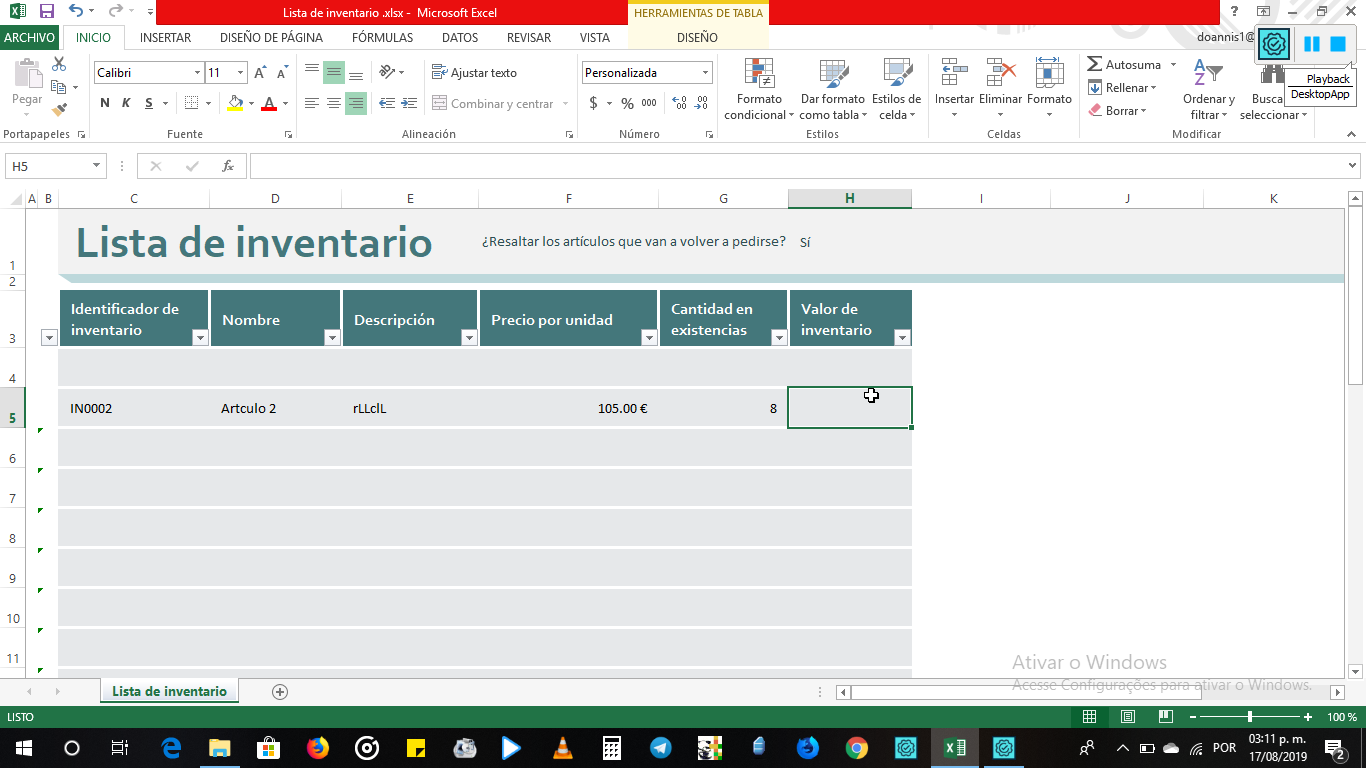 Lista de inventario .xlsx - Microsoft Excel
HERRAMIENTAS DE TABLA
?
ARCHIVO INICIO INSERTAR DISEÑO DE PÁGINA FÓRMULAS DATOS REVISAR VISTA DISEÑO doannis1@
Playback
DesktopApp
Pegar
Calibri 11
N K S A
Ajustar texto
Combinar y centrar
Personalizada
$ % 000
Formato condicional
Dar formato como tabla
Estilos de celda
Insertar Eliminar Formato
Autosuma
Rellenar
Borrar
Ordenar y filtrar
Busca
seleccionar
Portapapeles Fuente Alineación Número Estilos Celdas Modificar
H5 fx
A B C D E F G H I J K
1 Lista de inventario ¿Resaltar los artículos que van a volver a pedirse? Sí
2
3 Identificador de inventario Nombre Descripción Precio por unidad Cantidad en existencias Valor de inventario
4
5 IN0002 Artculo 2 rLLclL 105.00 € 8
6
7
8
9
10
11
Ativar o Windows
Acesse Configurações para ativar o Windows.
Lista de inventario
LISTO 100 %
POR 03:11 p. m.
17/08/2019
2